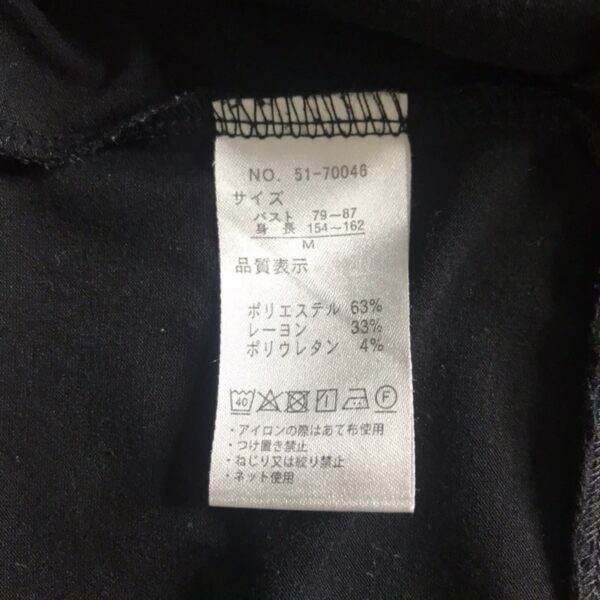 NO. 51-70046
サイズ
バスト 79~87
身長 154~162
M
品質表示
ポリエステル 63%
レーヨン 33%
ポリウレタン 4%
40 F
・アイロンの際はあて布使用
・つけ置き禁止
・ねじり又は絞り禁止
・ネット使用